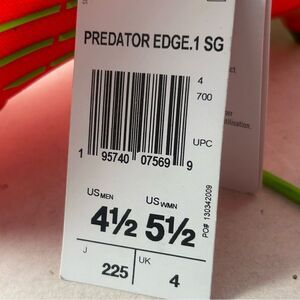 PREDATOR EDGE.1 SG
4
700
UPC
1 95740 07569 9
US MEN US WMN
4½ 5½
PO# 130342009
J UK
225 4